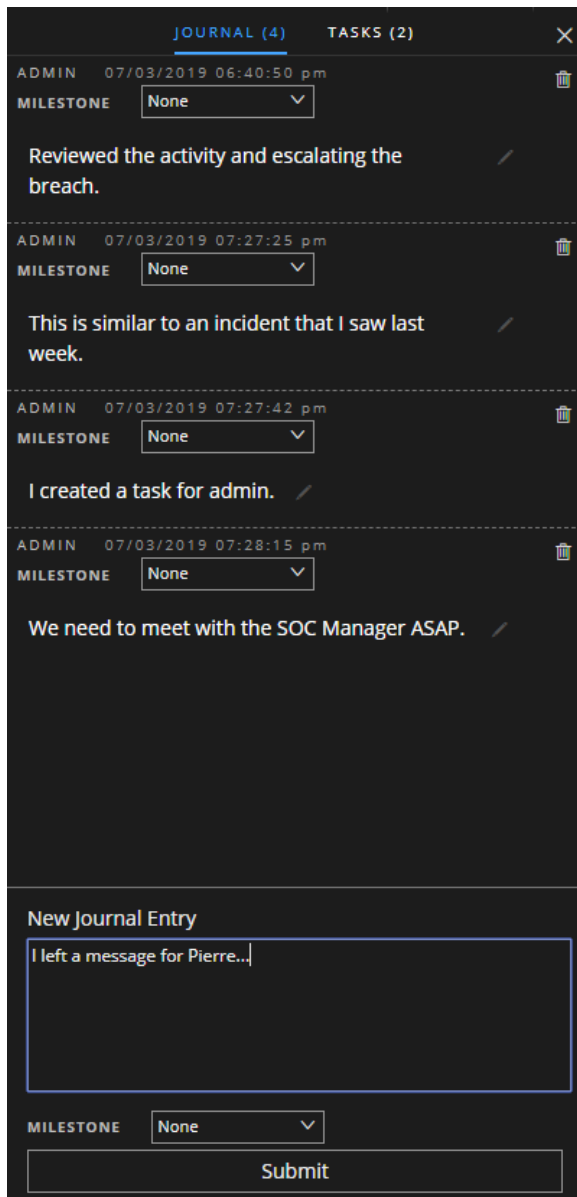 JOURNAL (4) TASKS (2)
ADMIN 07/03/2019 06:40:50 pm
MILESTONE None
Reviewed the activity and escalating the
breach.
ADMIN 07/03/2019 07:27:25 pm
MILESTONE None
This is similar to an incident that I saw last
week.
ADMIN 07/03/2019 07:27:42 pm
MILESTONE None
I created a task for admin.
ADMIN 07/03/2019 07:28:15 pm
MILESTONE None
We need to meet with the SOC Manager ASAP.
New Journal Entry
I left a message for Pierre...
MILESTONE None
Submit